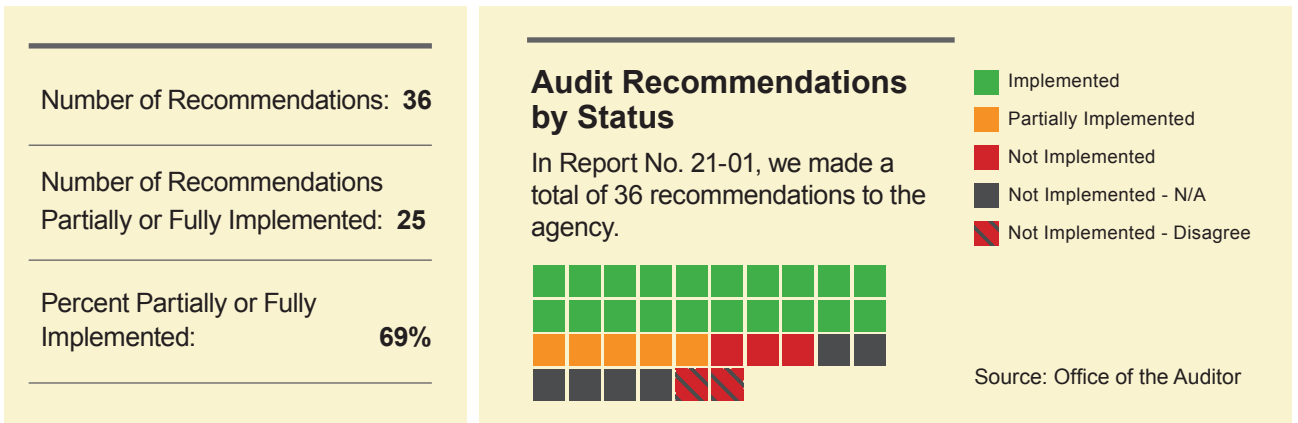 Number of Recommendations: 36
Number of Recommendations
Partially or Fully Implemented: 25
Percent Partially or Fully
Implemented: 69%
Audit Recommendations
by Status
In Report No. 21-01, we made a
total of 36 recommendations to the
agency.
Implemented
Partially Implemented
Not Implemented
Not Implemented - N/A
Not Implemented - Disagree
Source: Office of the Auditor